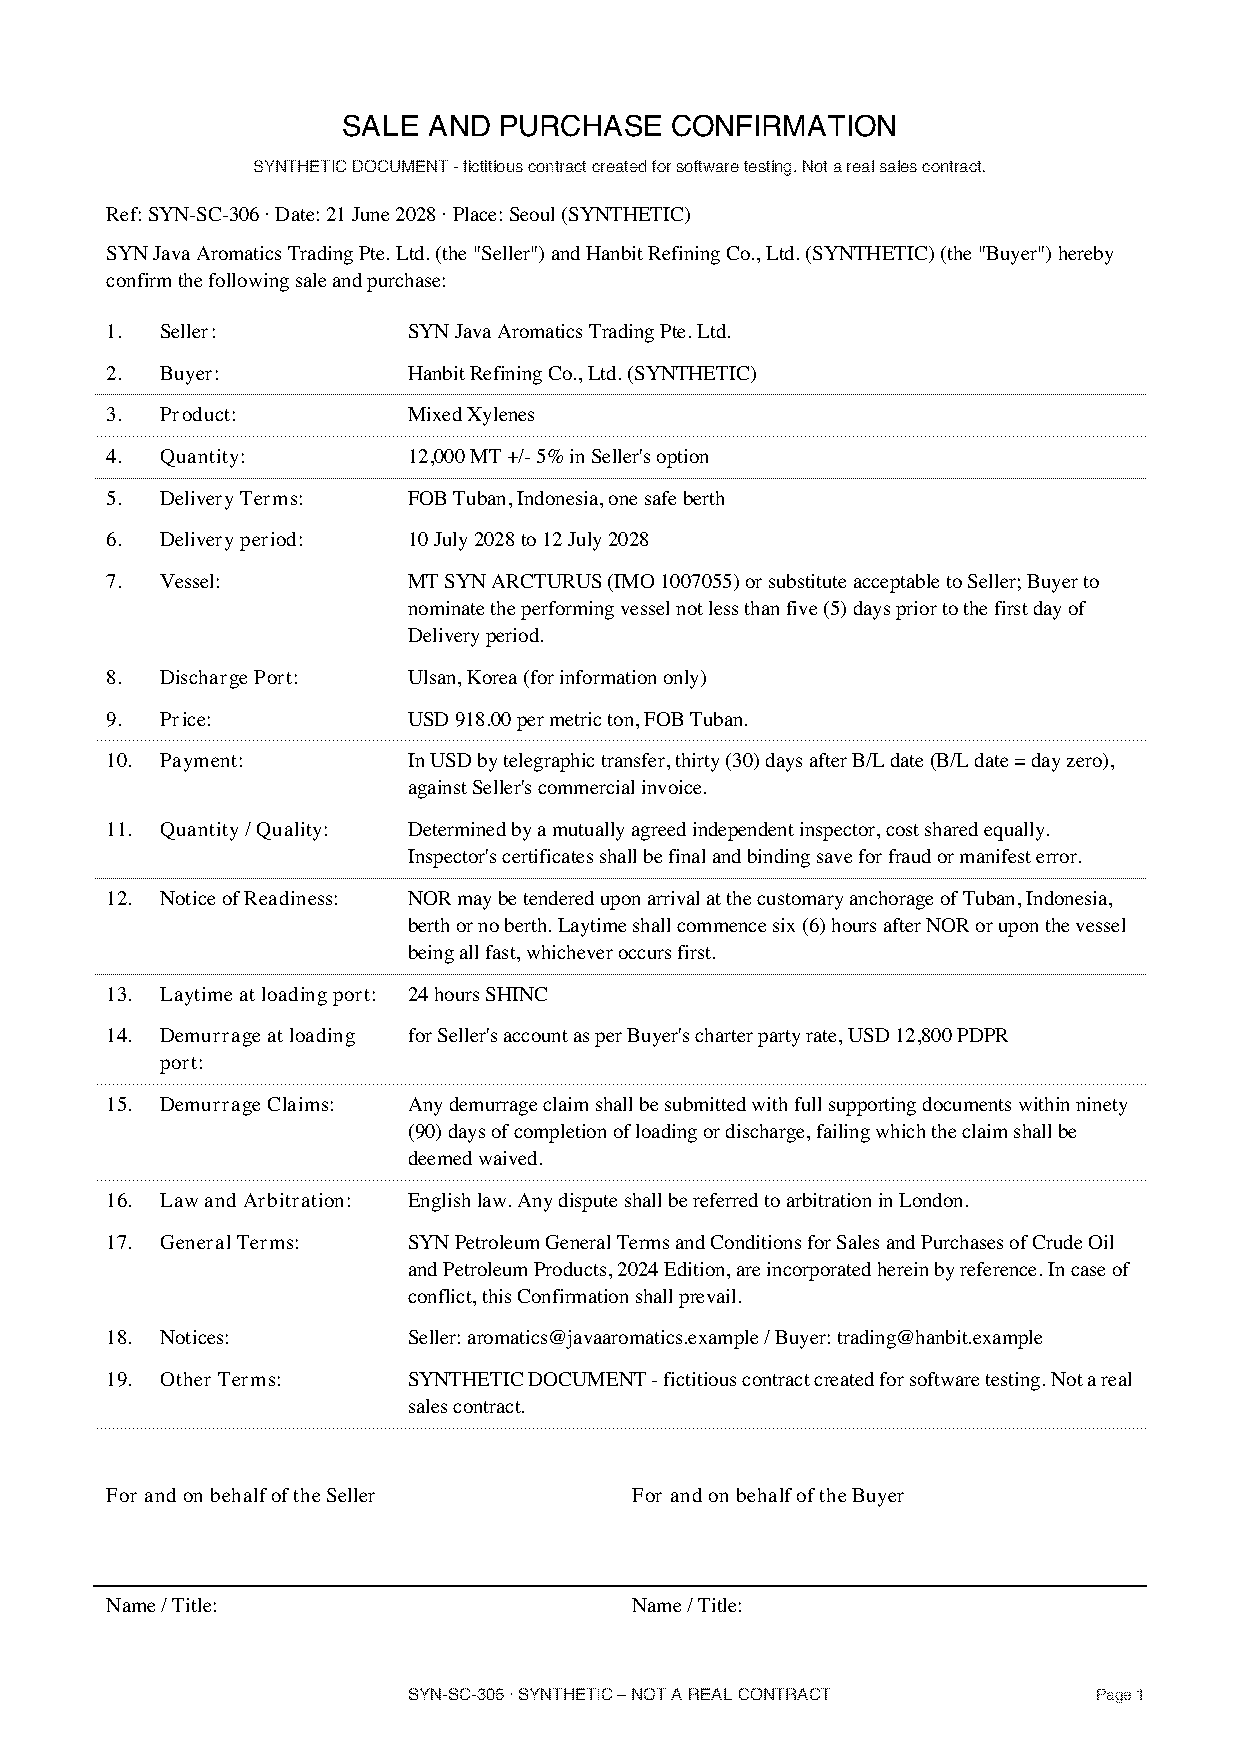 SALE AND PURCHASE CONFIRMATION
SYNTHETIC DOCUMENT - fictitious contract created for software testing. Not a real sales contract.
Ref: SYN-SC-306 · Date: 21 June 2028 · Place: Seoul (SYNTHETIC)
SYN Java Aromatics Trading Pte. Ltd. (the "Seller") and Hanbit Refining Co., Ltd. (SYNTHETIC) (the "Buyer") hereby
confirm the following sale and purchase:
1. Seller: SYN Java Aromatics Trading Pte. Ltd.
2. Buyer: Hanbit Refining Co., Ltd. (SYNTHETIC)
3. Product: Mixed Xylenes
4. Quantity: 12,000 MT +/- 5% in Seller's option
5. Delivery Terms: FOB Tuban, Indonesia, one safe berth
6. Delivery period: 10 July 2028 to 12 July 2028
7. Vessel: MT SYN ARCTURUS (IMO 1007055) or substitute acceptable to Seller; Buyer to
nominate the performing vessel not less than five (5) days prior to the first day of
Delivery period.
8. Discharge Port: Ulsan, Korea (for information only)
9. Price: USD 918.00 per metric ton, FOB Tuban.
10. Payment: In USD by telegraphic transfer, thirty (30) days after B/L date (B/L date = day zero),
against Seller's commercial invoice.
11. Quantity / Quality: Determined by a mutually agreed independent inspector, cost shared equally.
Inspector's certificates shall be final and binding save for fraud or manifest error.
12. Notice of Readiness: NOR may be tendered upon arrival at the customary anchorage of Tuban, Indonesia,
berth or no berth. Laytime shall commence six (6) hours after NOR or upon the vessel
being all fast, whichever occurs first.
13. Laytime at loading port: 24 hours SHINC
14. Demurrage at loading for Seller's account as per Buyer's charter party rate, USD 12,800 PDPR
port:
15. Demurrage Claims: Any demurrage claim shall be submitted with full supporting documents within ninety
(90) days of completion of loading or discharge, failing which the claim shall be
deemed waived.
16. Law and Arbitration: English law. Any dispute shall be referred to arbitration in London.
17. General Terms: SYN Petroleum General Terms and Conditions for Sales and Purchases of Crude Oil
and Petroleum Products, 2024 Edition, are incorporated herein by reference. In case of
conflict, this Confirmation shall prevail.
18. Notices: Seller: aromatics@javaaromatics.example / Buyer: trading@hanbit.example
19. Other Terms: SYNTHETIC DOCUMENT - fictitious contract created for software testing. Not a real
sales contract.
For and on behalf of the Seller For and on behalf of the Buyer
Name / Title: Name / Title:
SYN-SC-306 · SYNTHETIC – NOT A REAL CONTRACT Page 1